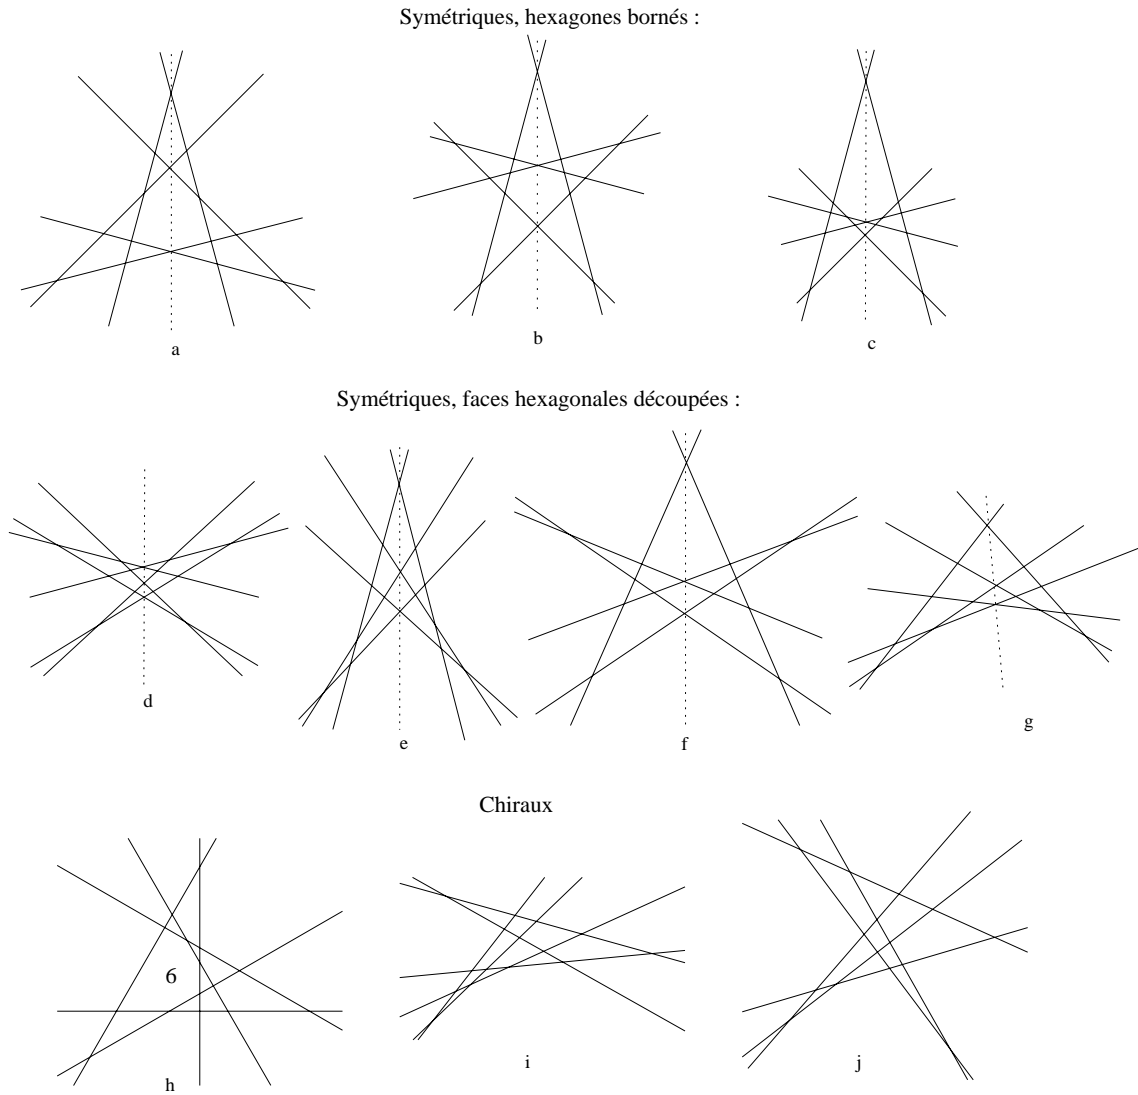 Symétriques, hexagones bornés :
a
b
c
Symétriques, faces hexagonales découpées :
d
e
f
g
Chiraux
6
h
i
j